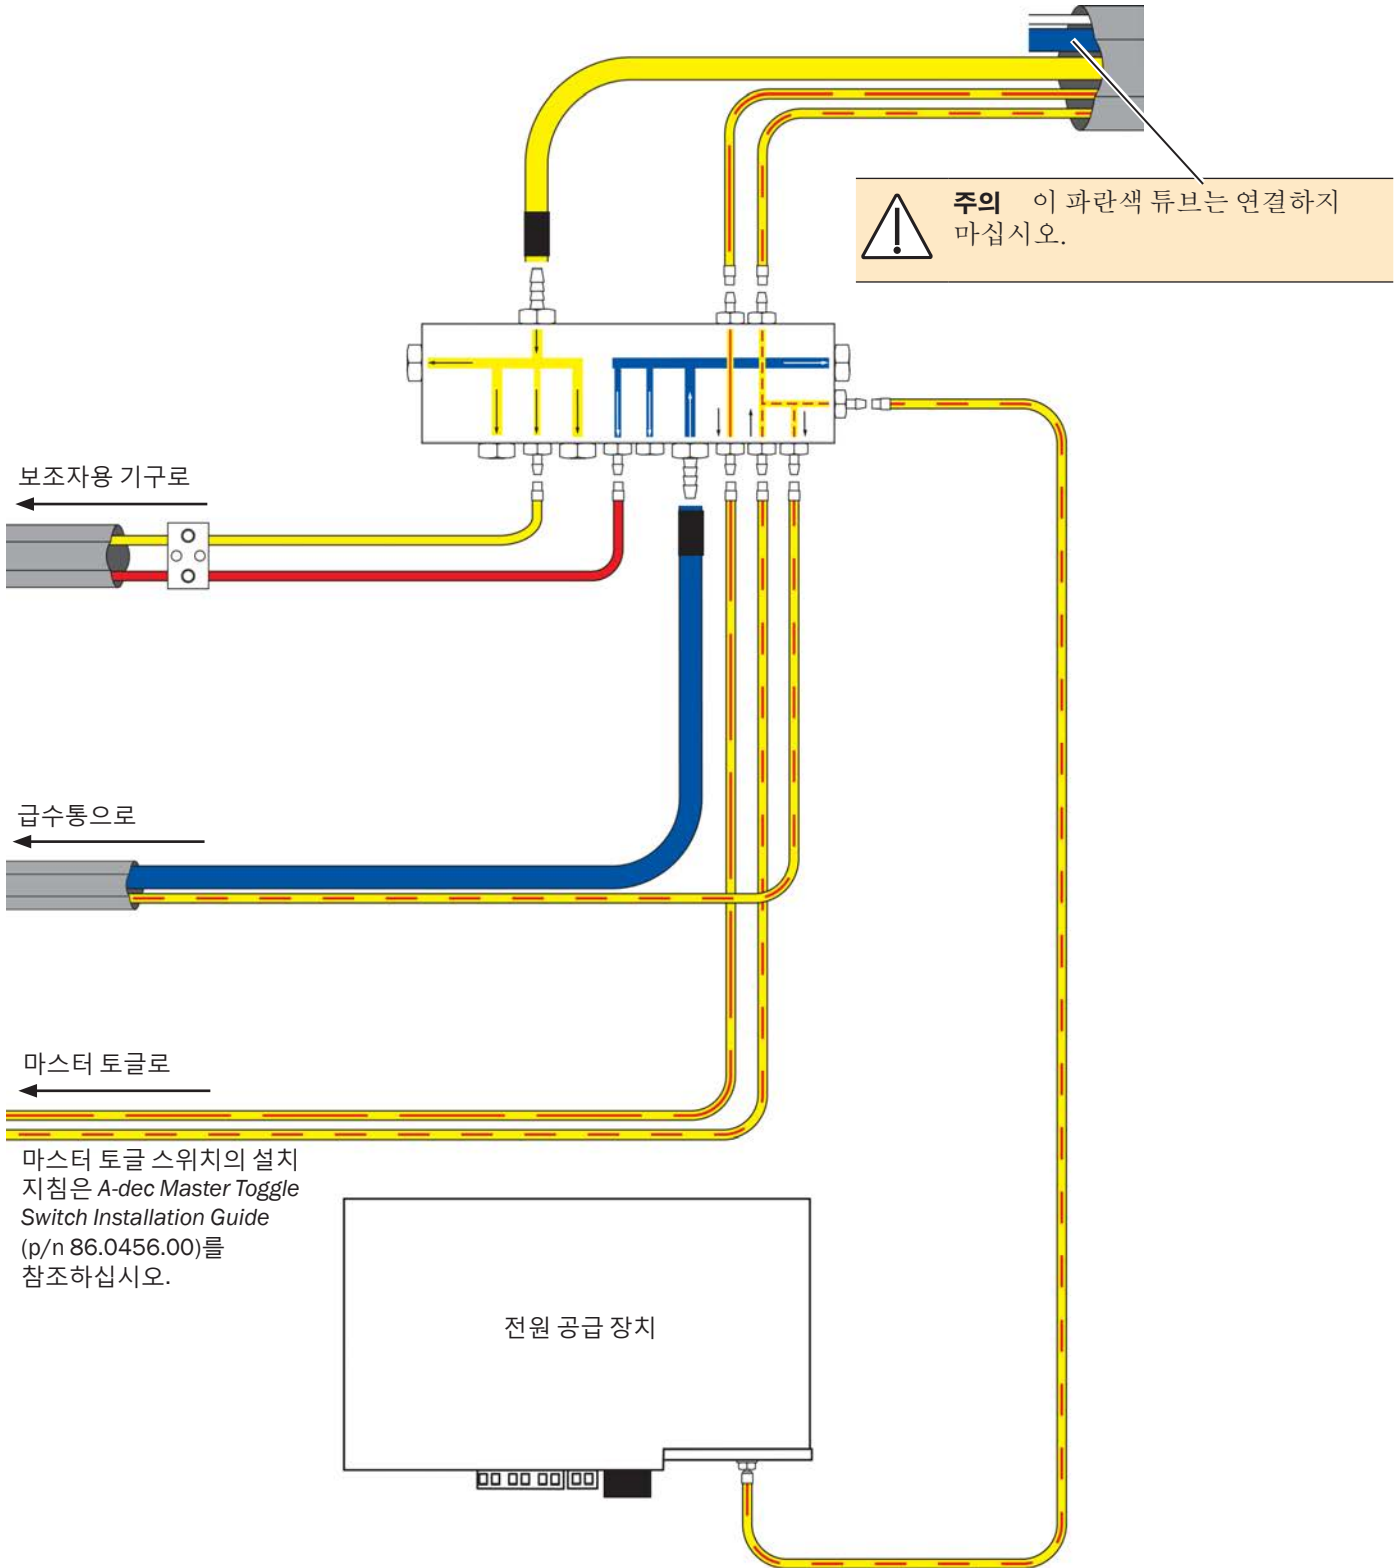 주의 이 파란색 튜브는 연결하지
마십시오.
보조자용 기구로
급수통으로
마스터 토글로
마스터 토글 스위치의 설치
지침은 A-dec Master Toggle
Switch Installation Guide
(p/n 86.0456.00)를
참조하십시오.
전원 공급 장치